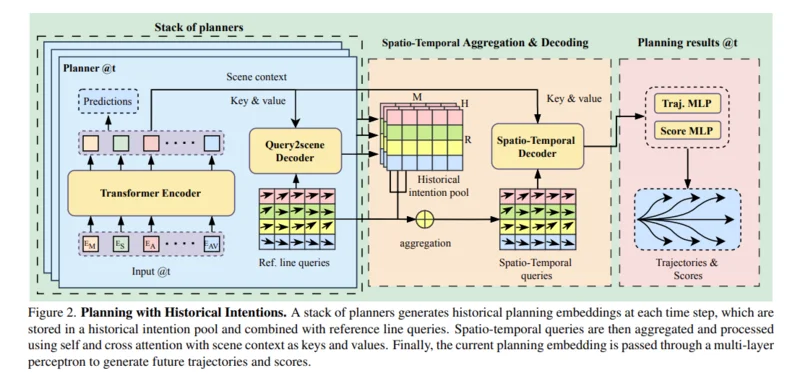 Stack of planners
Spatio-Temporal Aggregation & Decoding
Planning results @t
Planner @t
Scene context
Predictions
Key & value
Query2scene
Decoder
Transformer Encoder
E_M
E_S
E_A
E_AV
Input @t
Ref. line queries
M
H
R
Historical
intention pool
aggregation
Key & value
Spatio-Temporal
Decoder
Spatio-Temporal
queries
Traj. MLP
Score MLP
Trajectories &
Scores
Figure 2. Planning with Historical Intentions. A stack of planners generates historical planning embeddings at each time step, which are
stored in a historical intention pool and combined with reference line queries. Spatio-temporal queries are then aggregated and processed
using self and cross attention with scene context as keys and values. Finally, the current planning embedding is passed through a multi-layer
perceptron to generate future trajectories and scores.